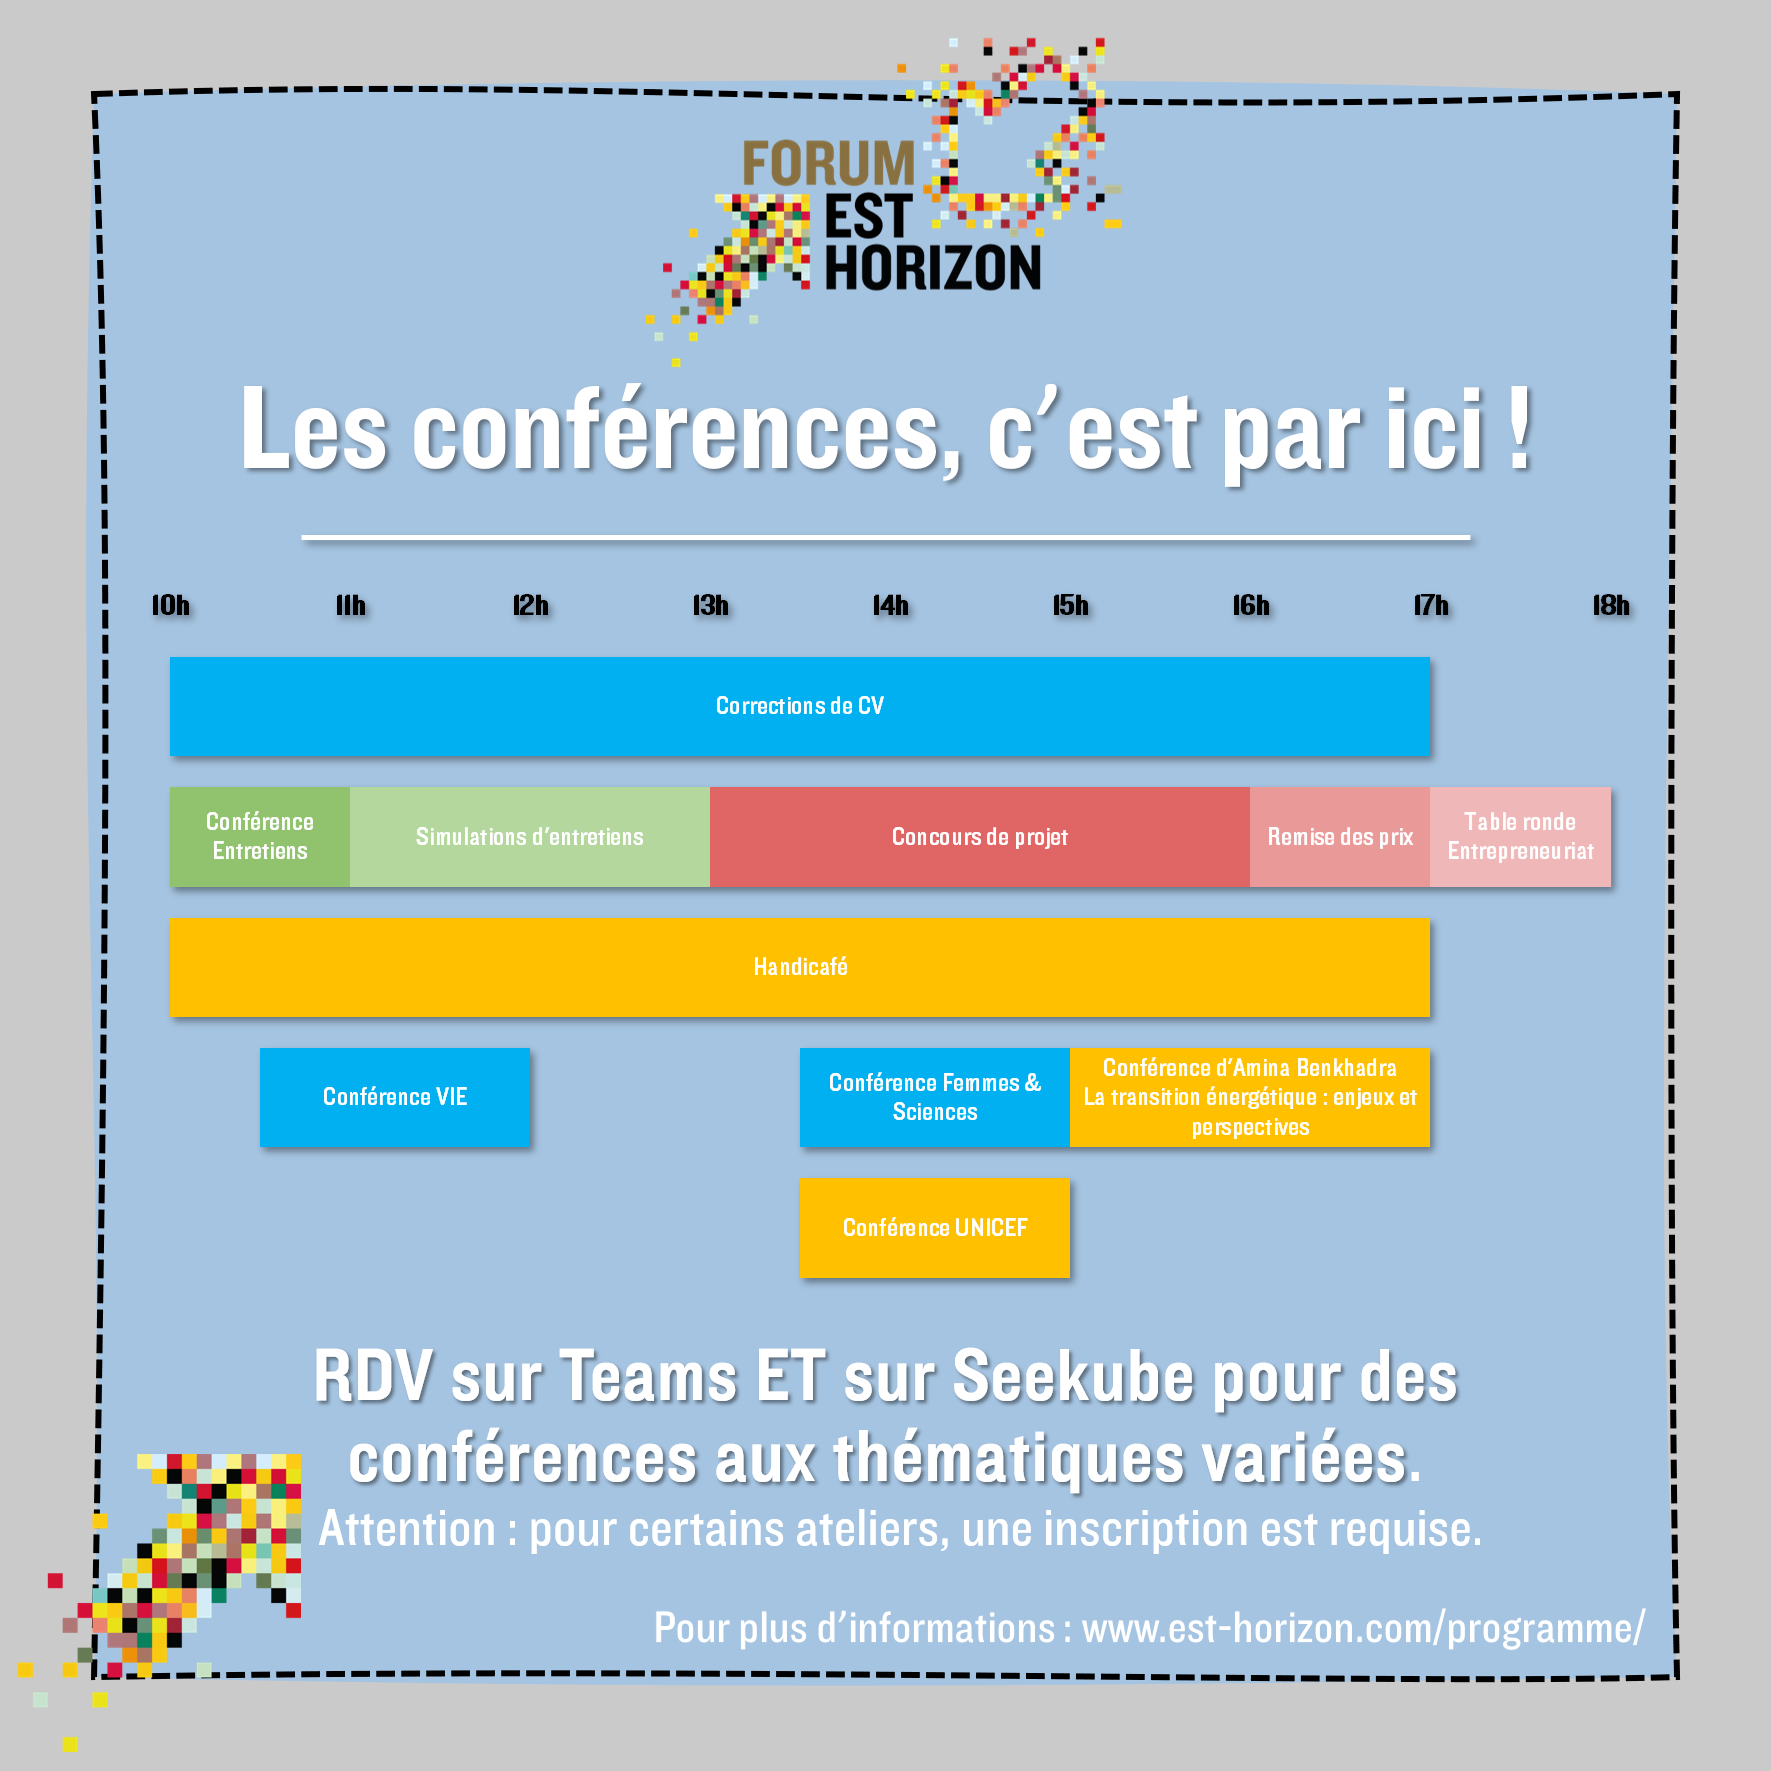 FORUM
EST
HORIZON
Les conférences, c’est par ici !
10h 11h 12h 13h 14h 15h 16h 17h 18h
Corrections de CV
Conférence
Entretiens
Simulations d’entretiens
Concours de projet
Remise des prix
Table ronde
Entrepreneuriat
Handicafé
Conférence VIE
Conférence Femmes &
Sciences
Conférence d’Amina Benkhadra
La transition énergétique : enjeux et
perspectives
Conférence UNICEF
RDV sur Teams ET sur Seekube pour des
conférences aux thématiques variées.
Attention : pour certains ateliers, une inscription est requise.
Pour plus d’informations : www.est-horizon.com/programme/